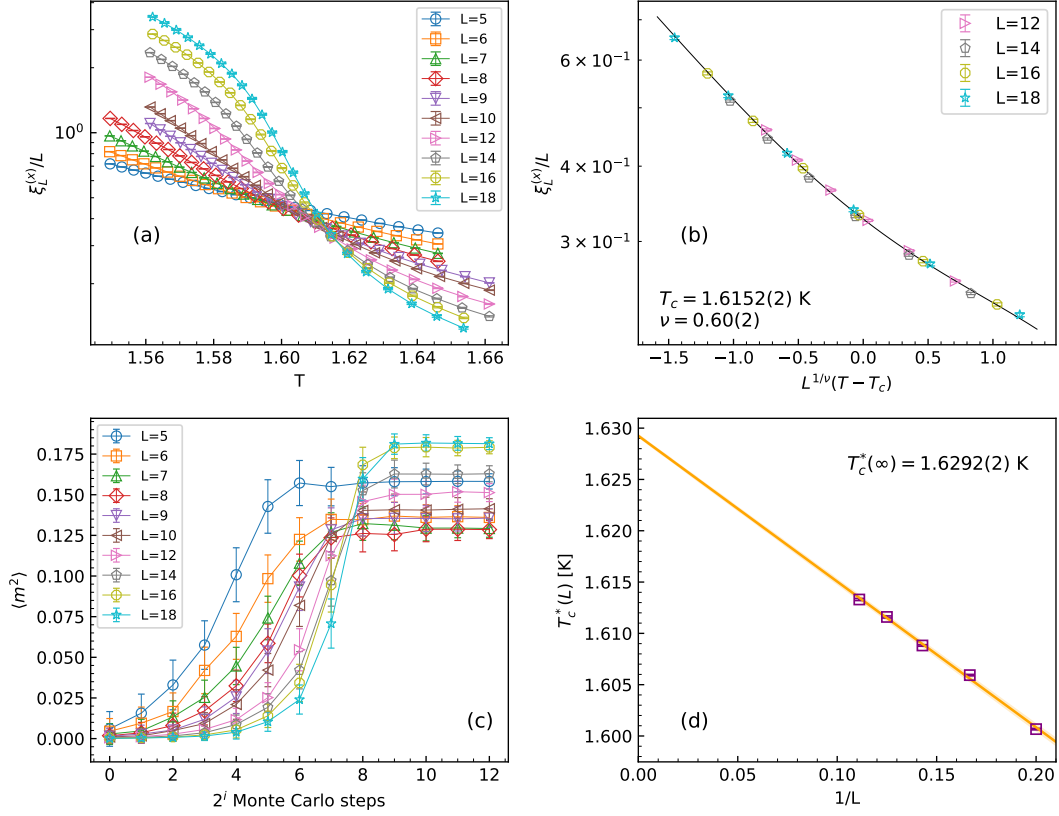 10⁰
ξ_L^(x)/L
1.56 1.58 1.60 1.62 1.64 1.66
T
(a)
L=5
L=6
L=7
L=8
L=9
L=10
L=12
L=14
L=16
L=18
6 × 10⁻¹
4 × 10⁻¹
3 × 10⁻¹
ξ_L^(x)/L
−1.5 −1.0 −0.5 0.0 0.5 1.0
L^{1/ν}(T − T_c)
(b)
L=12
L=14
L=16
L=18
T_c = 1.6152(2) K
ν = 0.60(2)
0.175
0.150
0.125
0.100
0.075
0.050
0.025
0.000
⟨m²⟩
0 2 4 6 8 10 12
2ⁱ Monte Carlo steps
(c)
L=5
L=6
L=7
L=8
L=9
L=10
L=12
L=14
L=16
L=18
1.630
1.625
1.620
1.615
1.610
1.605
1.600
T_c^*(L) [K]
0.00 0.05 0.10 0.15 0.20
1/L
(d)
T_c^*(∞) = 1.6292(2) K